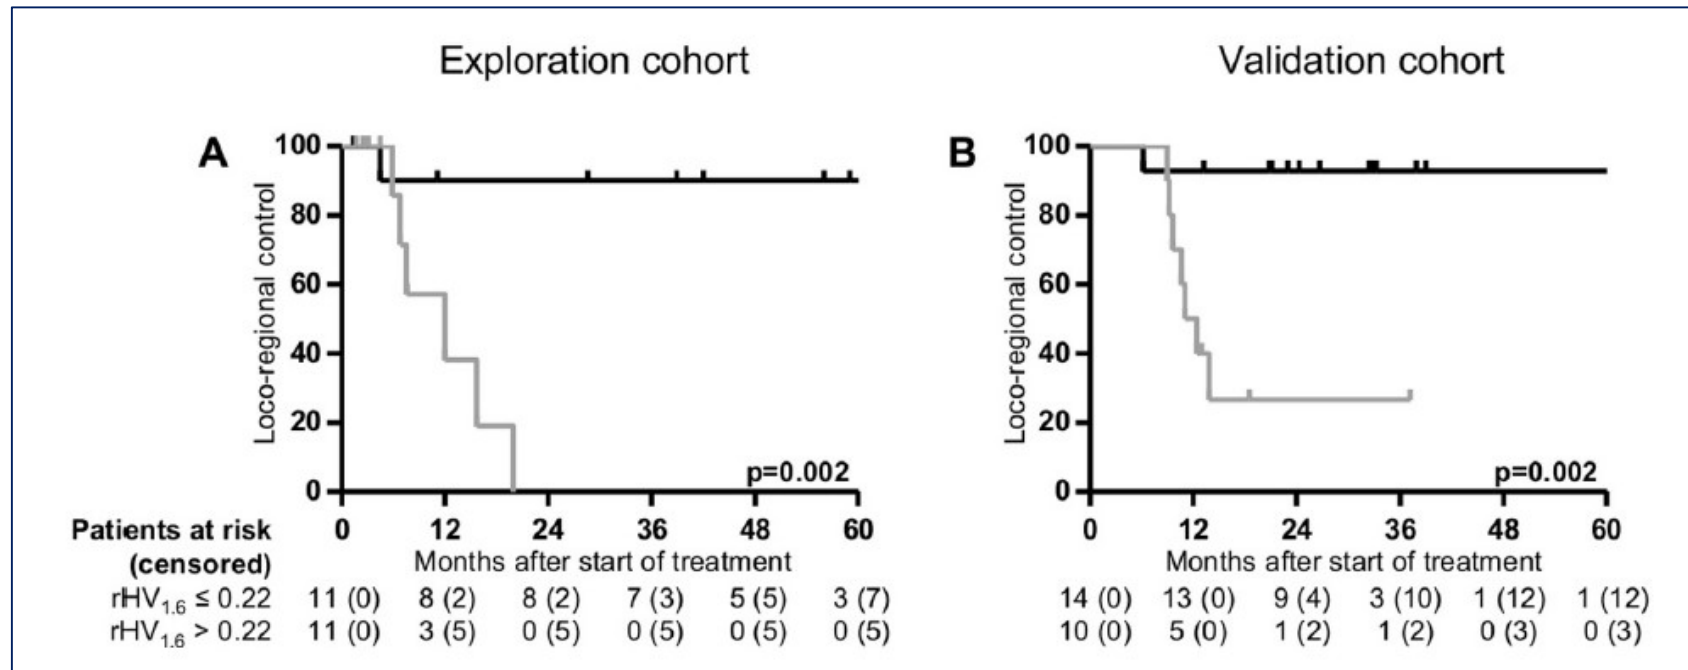 Exploration cohort
Validation cohort
A
100
80
60
40
20
0
Loco-regional control
p=0.002
0 12 24 36 48 60
Months after start of treatment
B
100
80
60
40
20
0
Loco-regional control
p=0.002
0 12 24 36 48 60
Months after start of treatment
Patients at risk
(censored)
rHV1.6 ≤ 0.22 11 (0) 8 (2) 8 (2) 7 (3) 5 (5) 3 (7) 14 (0) 13 (0) 9 (4) 3 (10) 1 (12) 1 (12)
rHV1.6 > 0.22 11 (0) 3 (5) 0 (5) 0 (5) 0 (5) 0 (5) 10 (0) 5 (0) 1 (2) 1 (2) 0 (3) 0 (3)